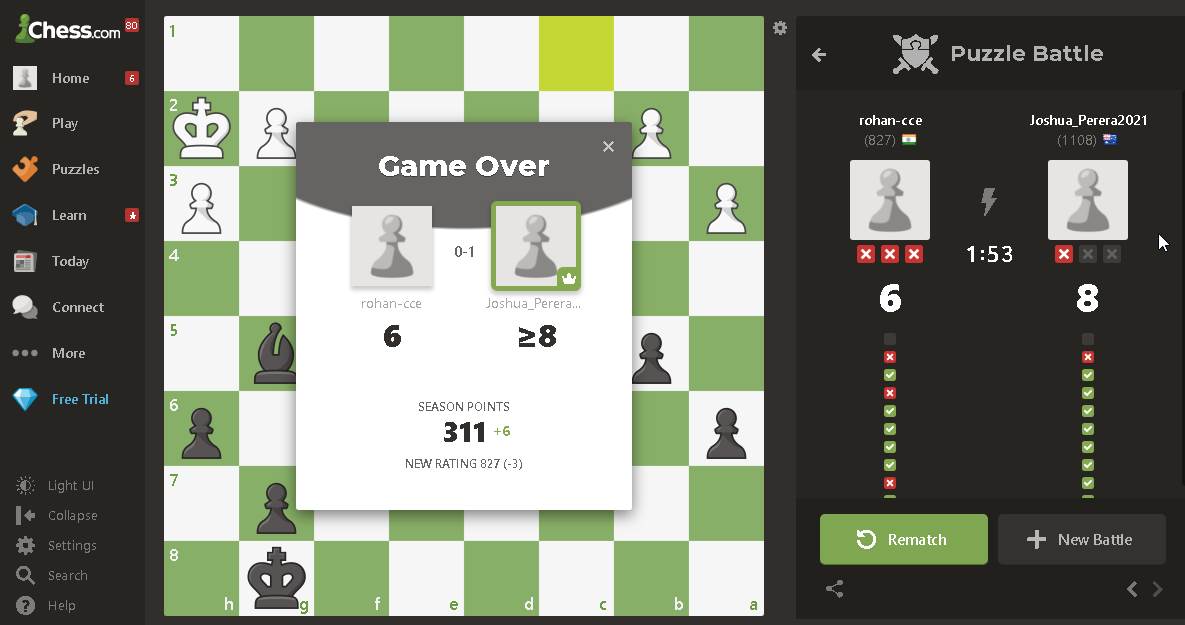 Chess.com 80
Home 6
Play
Puzzles
Learn
Today
Connect
More
Free Trial
Light UI
Collapse
Settings
Search
Help
1
2
3
4
5
6
7
8
h g f e d c b a
Game Over
0-1
rohan-cce Joshua_Perera...
6 ≥8
SEASON POINTS
311 +6
NEW RATING 827 (-3)
Puzzle Battle
rohan-cce Joshua_Perera2021
(827) (1108)
1:53
6 8
Rematch New Battle